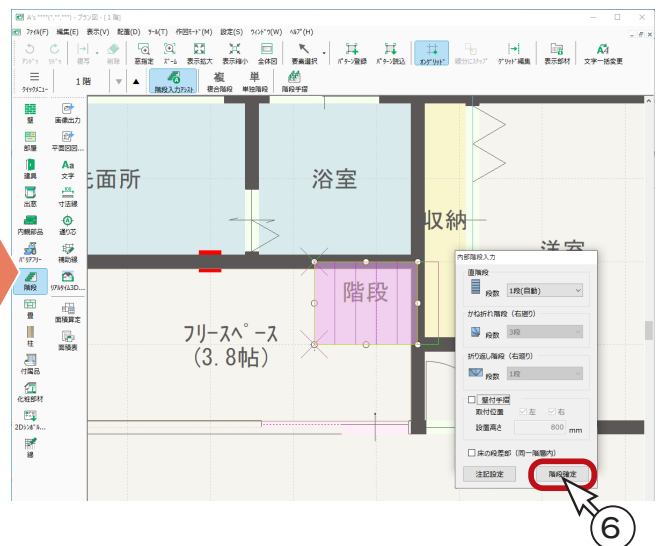 A's ****(*.**,***) - プラン図 - [1 階]
ファイル(F) 編集(E) 表示(V) 配置(D) ツール(T) 作図モード(M) 設定(S) ウィンドウ(W) ヘルプ(H)
アンドゥ リドゥ 複写 削除 窓指定 ズーム 表示拡大 表示縮小 全体図 要素選択 パターン登録 パターン読込 オングリッド 線分にスナップ グリッド編集 表示部材 文字一括変更
クイックメニュー 1 階 階段入力アシスト 複合階段 単独階段 階段手摺
複
単
壁 画像出力
部屋 平面図図...
建具 文字
Aa
出窓 寸法線
内観部品 通り芯
バリアフリー 補助線
階段 リアルタイム3D...
畳 面積算定
柱 面積表
付属品
化粧部材
2Dシンボル...
線
洗面所
浴室
収納
洋室
階段
フリースペース
(3.8帖)
内部階段入力
直階段
段数 1段(自動)
かね折れ階段 (右廻り)
段数 3段
折り返し階段 (右廻り)
段数 1段
壁付手摺
取付位置 左 右
設置高さ 800 mm
床の段差部 (同一階層内)
注記設定 階段確定
6